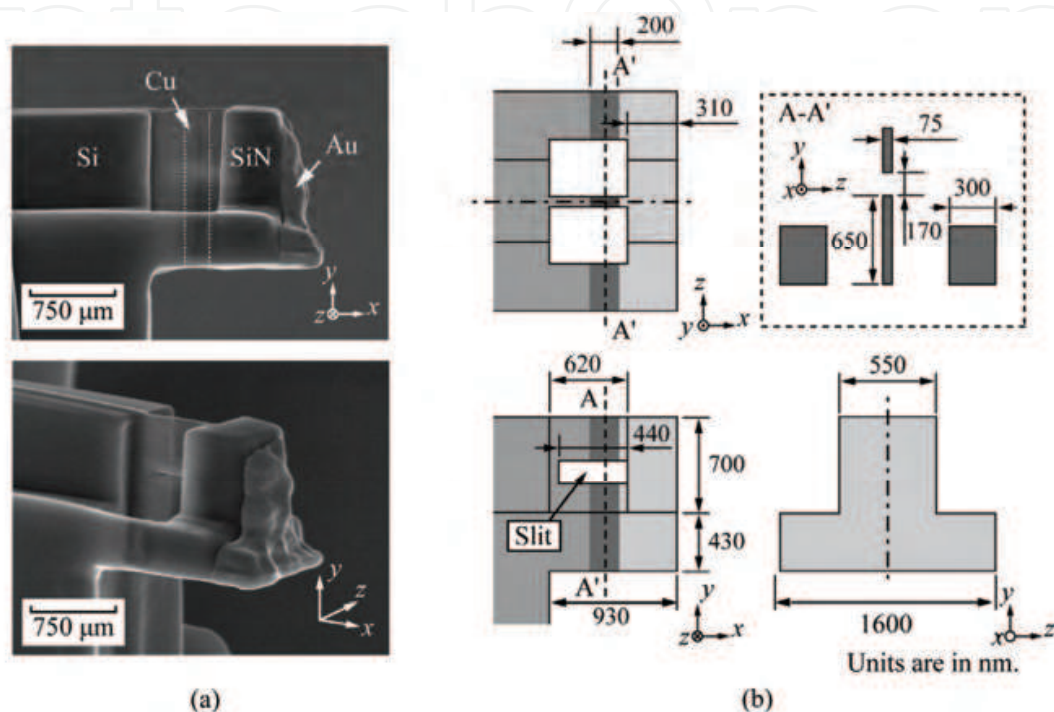 Cu
Si
SiN
Au
750 μm
y
z
x
750 μm
y
z
x
(a)
200
A'
310
z
y
x
A'
A-A'
75
y
x
z
300
650
170
620
A
440
700
Slit
430
A'
930
y
z
x
550
1600
y
x
z
Units are in nm.
(b)